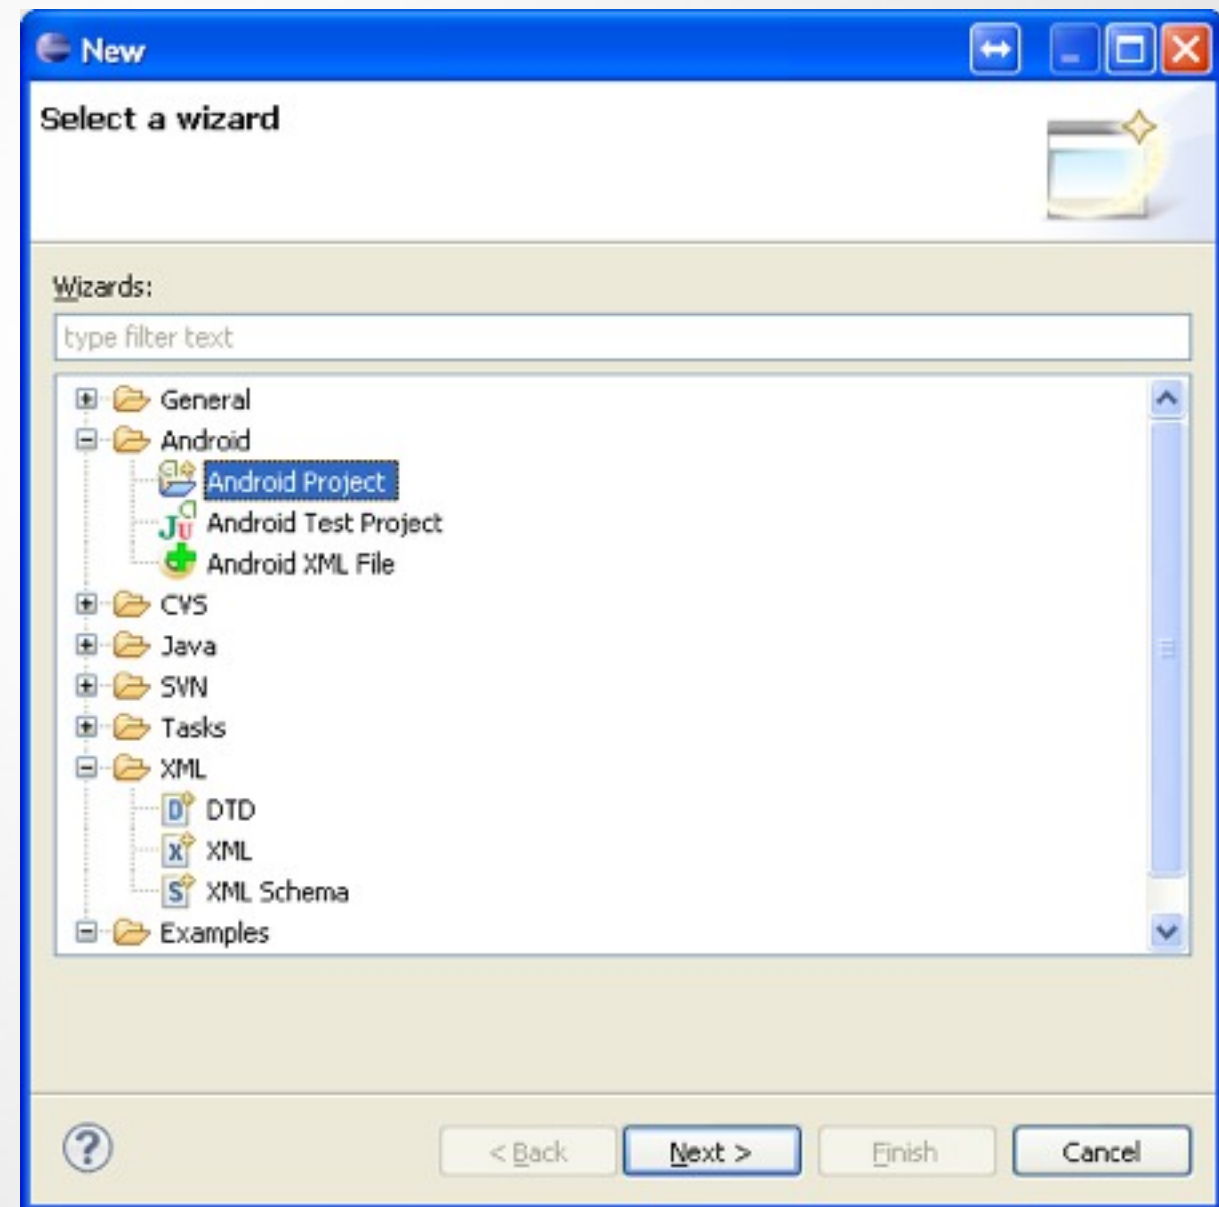 New
Select a wizard
Wizards:
type filter text
General
Android
Android Project
Android Test Project
Android XML File
CVS
Java
SVN
Tasks
XML
DTD
XML
XML Schema
Examples
< Back Next > Finish Cancel